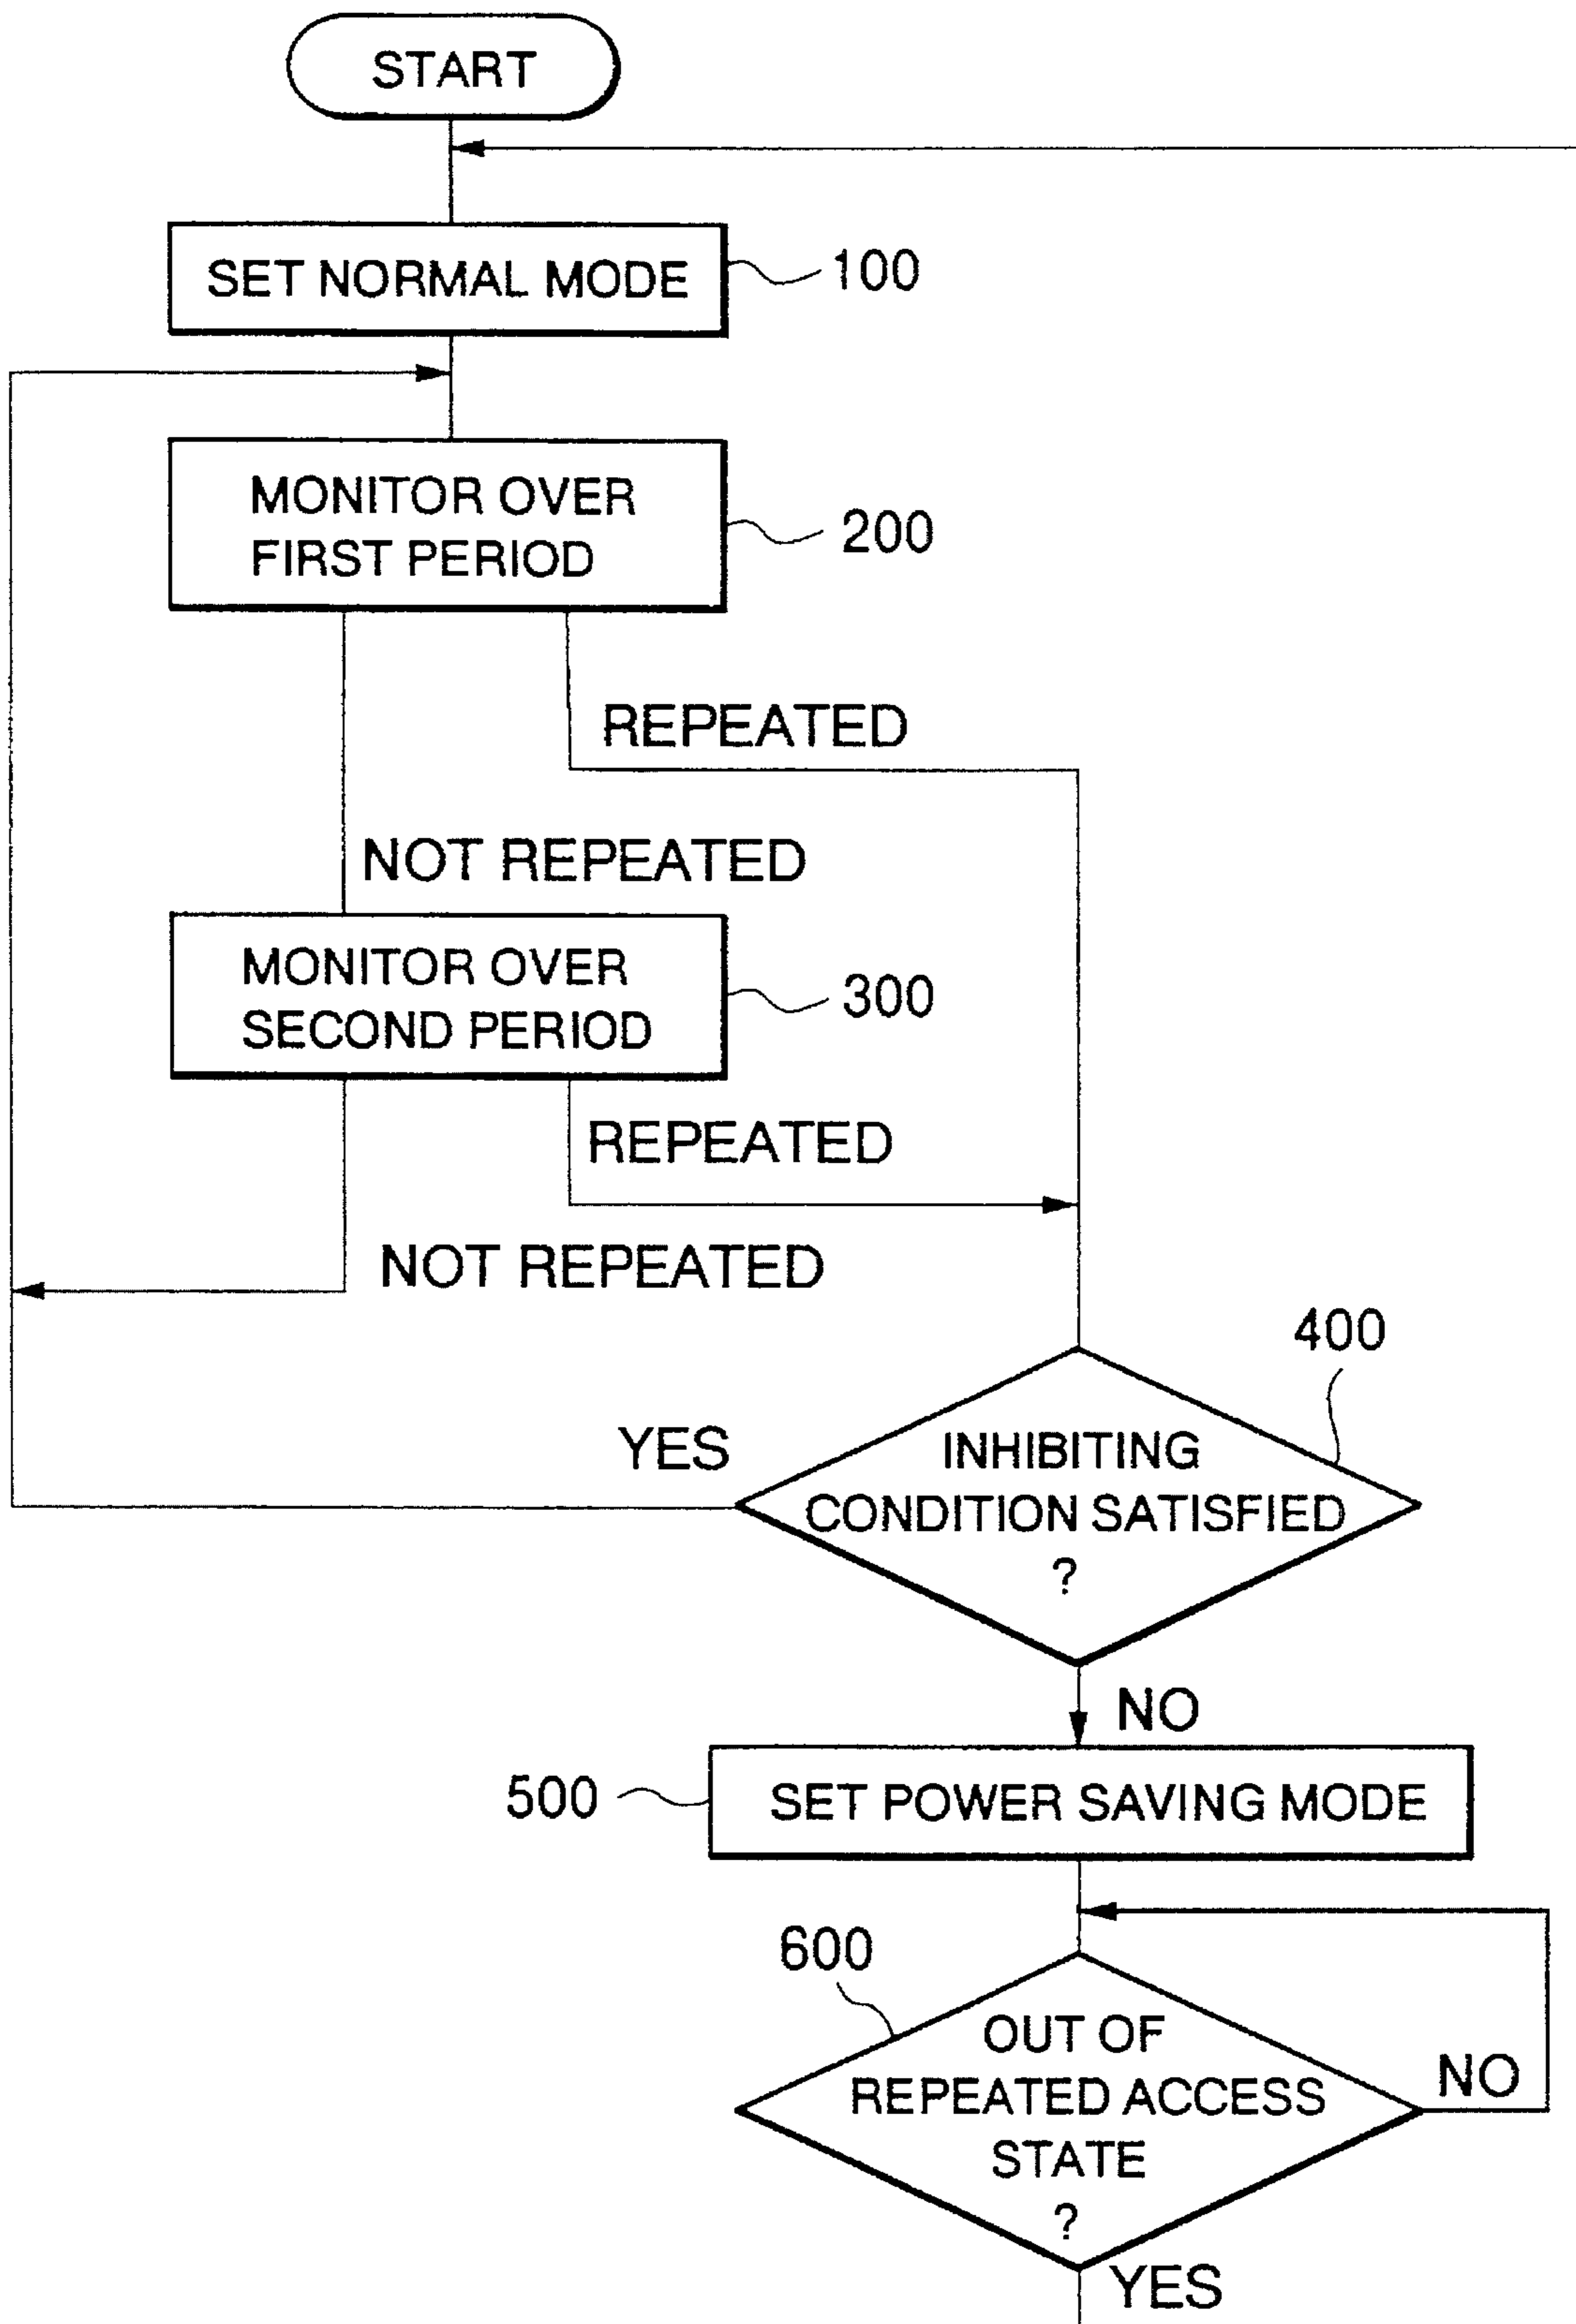 START
SET NORMAL MODE
100
MONITOR OVER
FIRST PERIOD
200
REPEATED
NOT REPEATED
MONITOR OVER
SECOND PERIOD
300
REPEATED
NOT REPEATED
400
YES
INHIBITING
CONDITION SATISFIED
?
NO
500
SET POWER SAVING MODE
600
OUT OF
REPEATED ACCESS
STATE
?
NO
YES